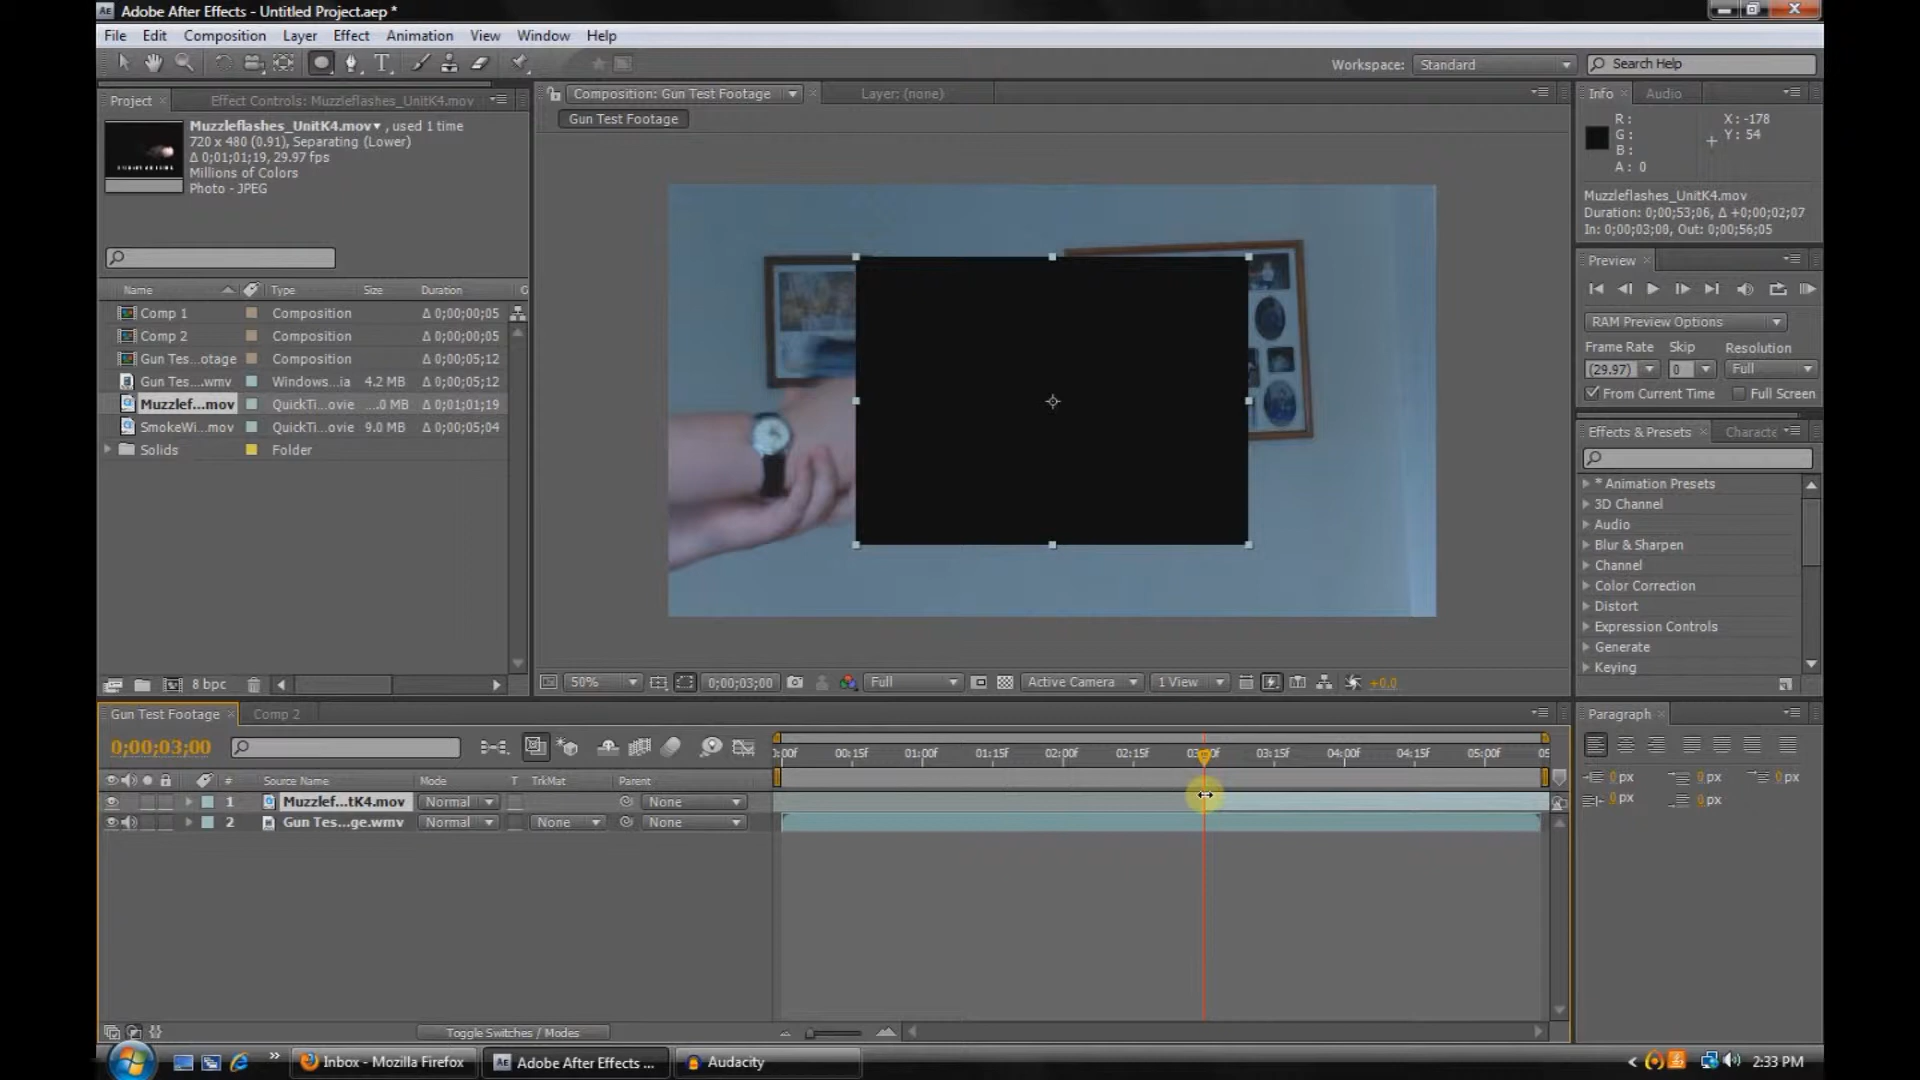 Adobe After Effects - Untitled Project.aep *
File Edit Composition Layer Effect Animation View Window Help
Workspace: Standard Search Help
Project Effect Controls: Muzzleflashes_UnitK4.mov
Composition: Gun Test Footage Layer: (none)
Gun Test Footage
Muzzleflashes_UnitK4.mov , used 1 time
720 x 480 (0.91), Separating (Lower)
Δ 0;01;01;19, 29.97 fps
Millions of Colors
Photo - JPEG
Name Type Size Duration
Comp 1 Composition Δ 0;00;00;05
Comp 2 Composition Δ 0;00;00;05
Gun Tes...otage Composition Δ 0;00;05;12
Gun Tes....wmv Windows...ia 4.2 MB Δ 0;00;05;12
Muzzlef...mov QuickTi...ovie ....0 MB Δ 0;01;01;19
SmokeWi...mov QuickTi...ovie 9.0 MB Δ 0;00;05;04
Solids Folder
8 bpc
50% 0;00;03;00 Full Active Camera 1 View +0.0
Info Audio
R: X: -178
G: Y: 54
B:
A: 0
Muzzleflashes_UnitK4.mov
Duration: 0;00;53;06, Δ +0;00;02;07
In: 0;00;03;00, Out: 0;00;56;05
Preview
RAM Preview Options
Frame Rate Skip Resolution
(29.97) 0 Full
From Current Time Full Screen
Effects & Presets Characte
* Animation Presets
3D Channel
Audio
Blur & Sharpen
Channel
Color Correction
Distort
Expression Controls
Generate
Keying
Gun Test Footage Comp 2
0;00;03;00
:00f 00:15f 01:00f 01:15f 02:00f 02:15f 03:00f 03:15f 04:00f 04:15f 05:00f 05
# Source Name Mode T TrkMat Parent
1 Muzzlef...tK4.mov Normal None
2 Gun Tes...ge.wmv Normal None None
Toggle Switches / Modes
Paragraph
0 px 0 px 0 px
0 px 0 px
Inbox - Mozilla Firefox Adobe After Effects ... Audacity
2:33 PM